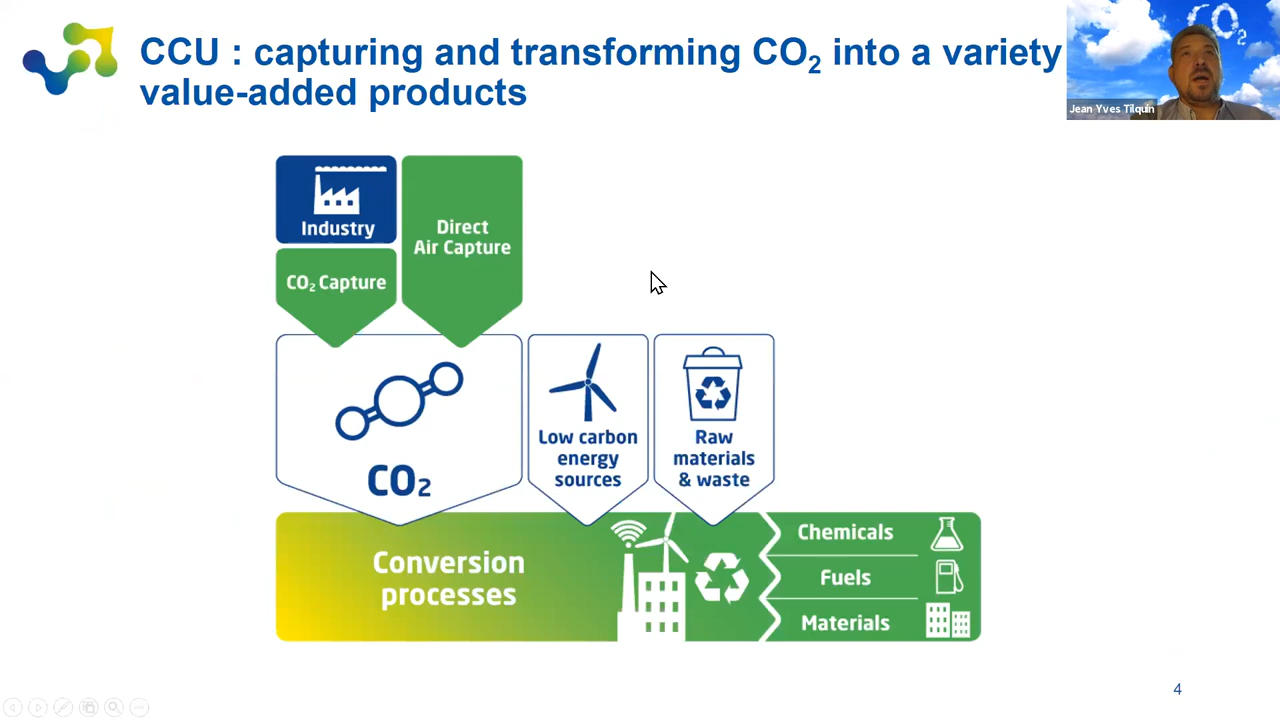 CCU : capturing and transforming CO₂ into a variety
value-added products
CO₂
Jean Yves Tilquin
Industry
Direct
Air Capture
CO₂ Capture
CO₂
Low carbon
energy
sources
Raw
materials
& waste
Conversion
processes
Chemicals
Fuels
Materials
4